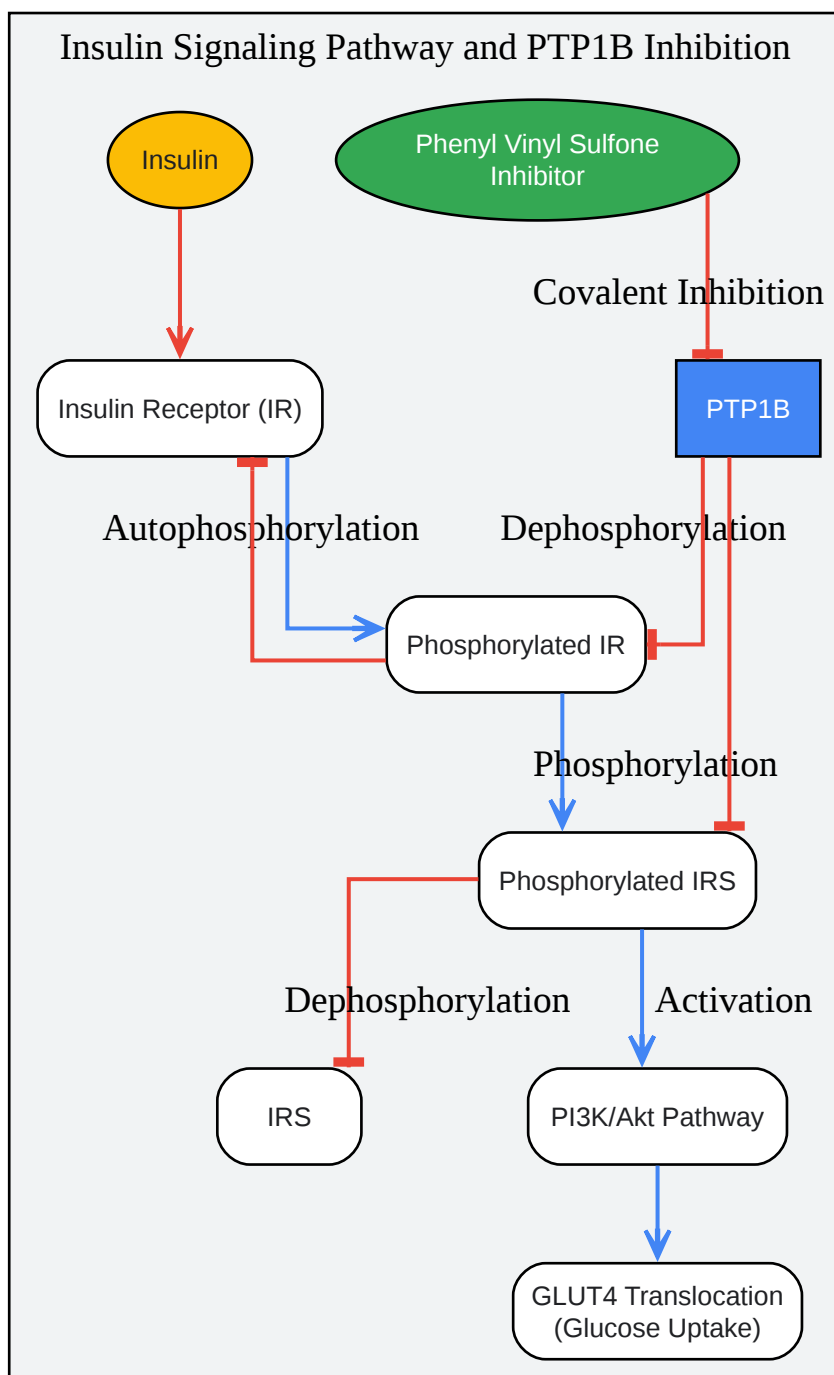 Insulin Signaling Pathway and PTP1B Inhibition
Insulin
Phenyl Vinyl Sulfone
Inhibitor
Covalent Inhibition
Insulin Receptor (IR)
PTP1B
Autophosphorylation
Dephosphorylation
Phosphorylated IR
Phosphorylation
Phosphorylated IRS
Dephosphorylation
Activation
IRS
PI3K/Akt Pathway
GLUT4 Translocation
(Glucose Uptake)